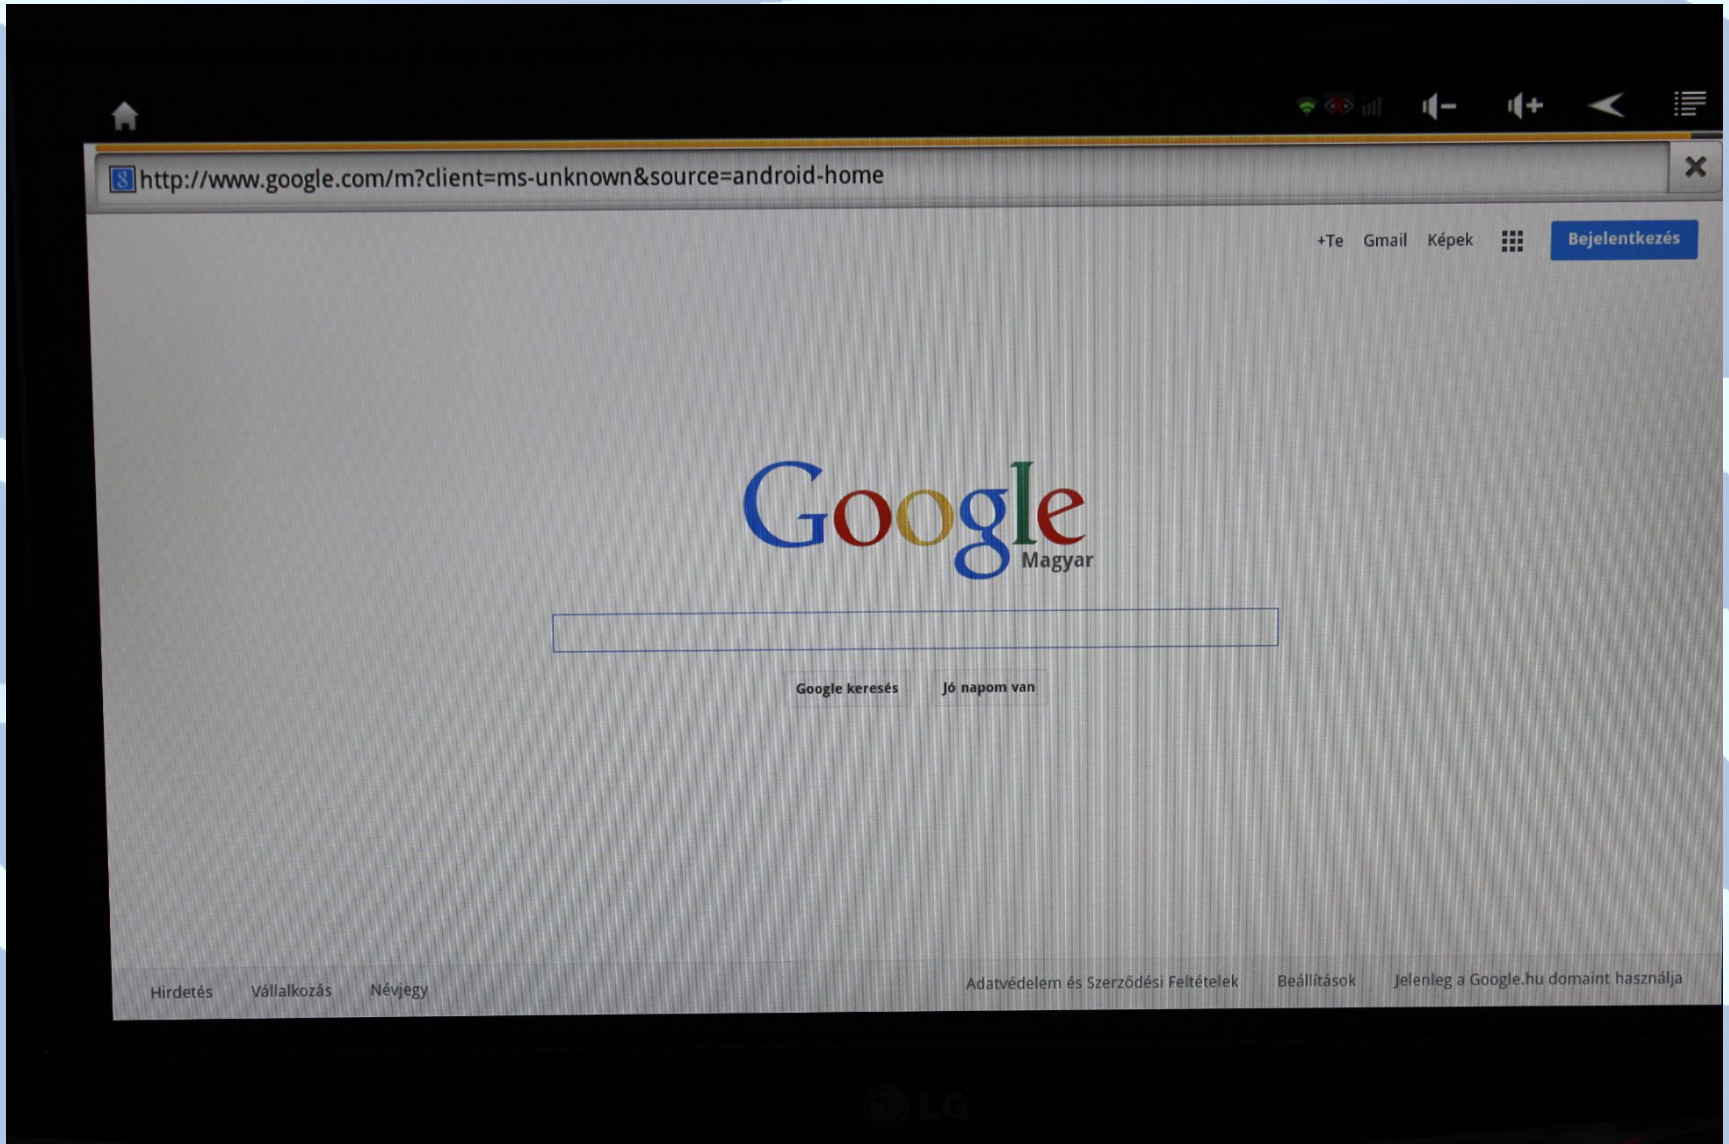 http://www.google.com/m?client=ms-unknown&source=android-home
+Te Gmail Képek Bejelentkezés
Google
Magyar
Google keresés Jó napom van
Hirdetés Vállalkozás Névjegy Adatvédelem és Szerződési Feltételek Beállítások Jelenleg a Google.hu domaint használja
LG